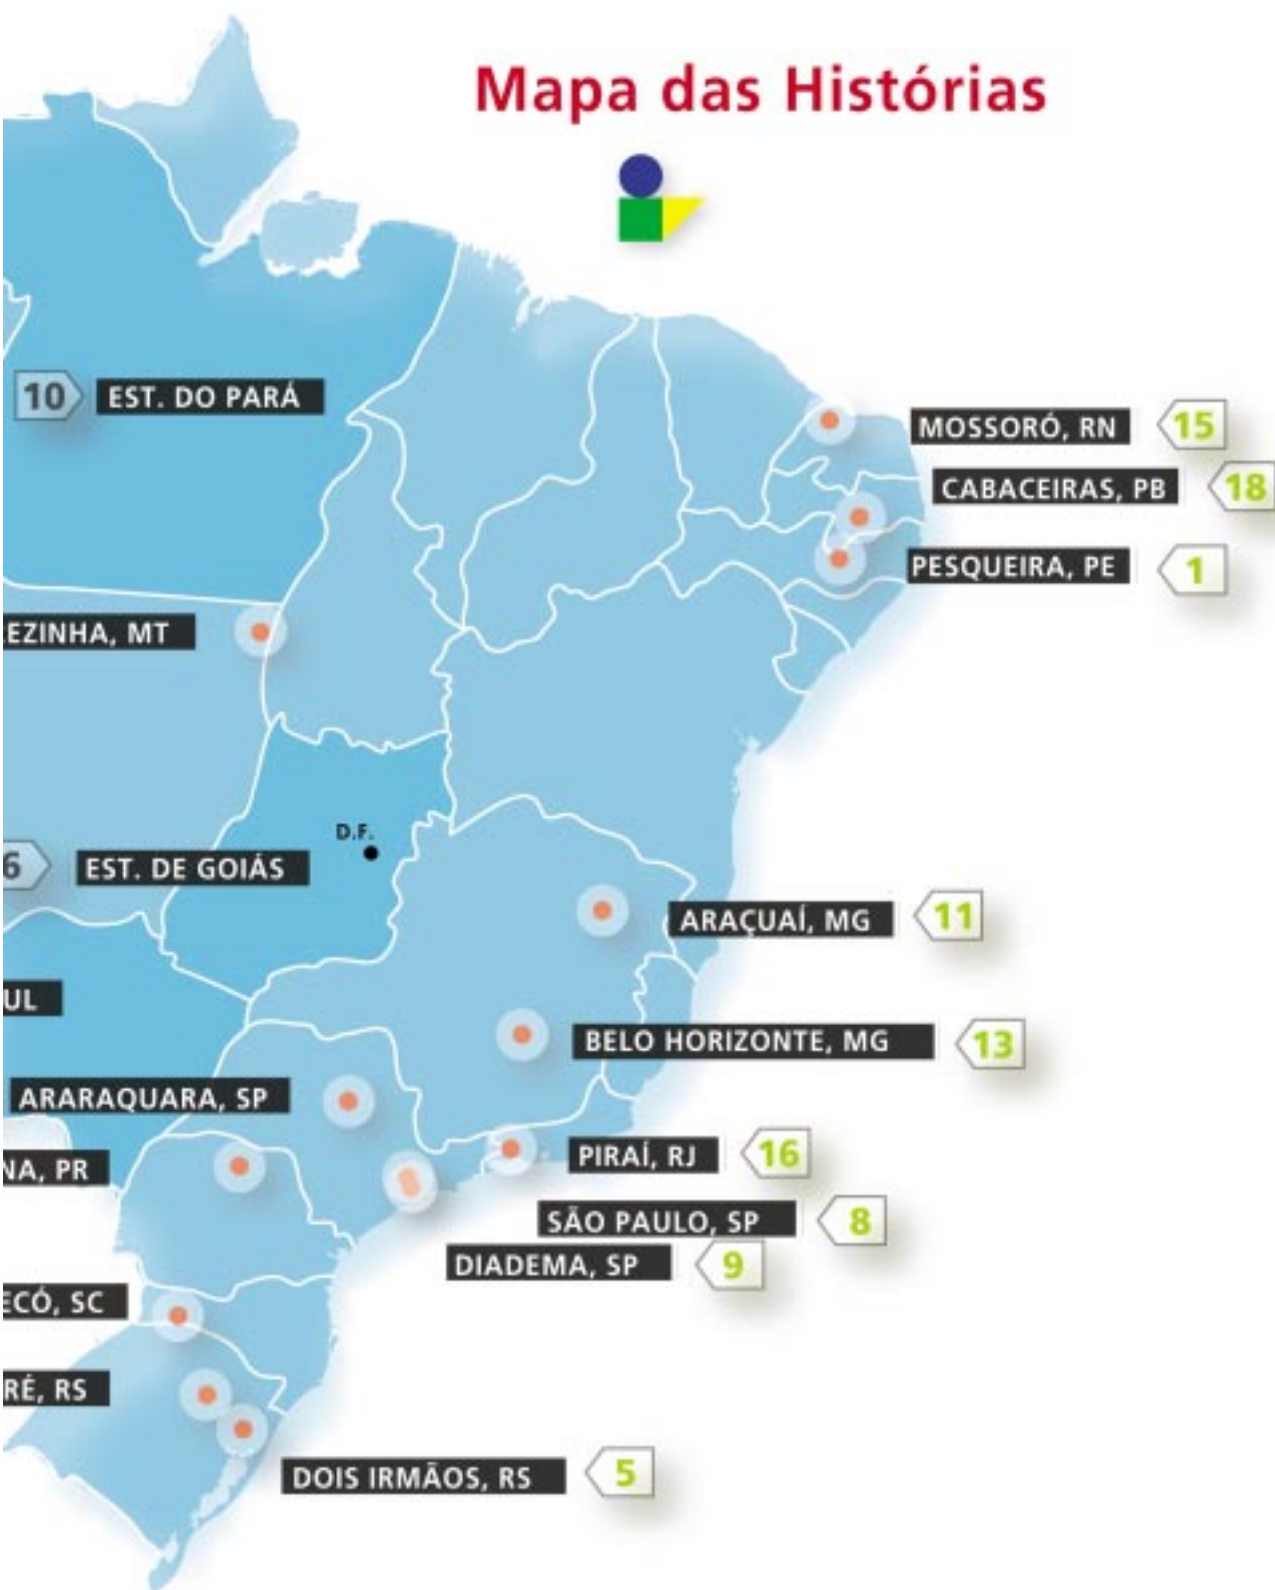 Mapa das Histórias
10 EST. DO PARÁ
MOSSORÓ, RN 15
CABACEIRAS, PB 18
PESQUEIRA, PE 1
EZINHA, MT
D.F.
6 EST. DE GOIÁS
ARAÇUAÍ, MG 11
UL
BELO HORIZONTE, MG 13
ARARAQUARA, SP
PIRAÍ, RJ 16
NA, PR
SÃO PAULO, SP 8
DIADEMA, SP 9
ECÓ, SC
RÉ, RS
DOIS IRMÃOS, RS 5